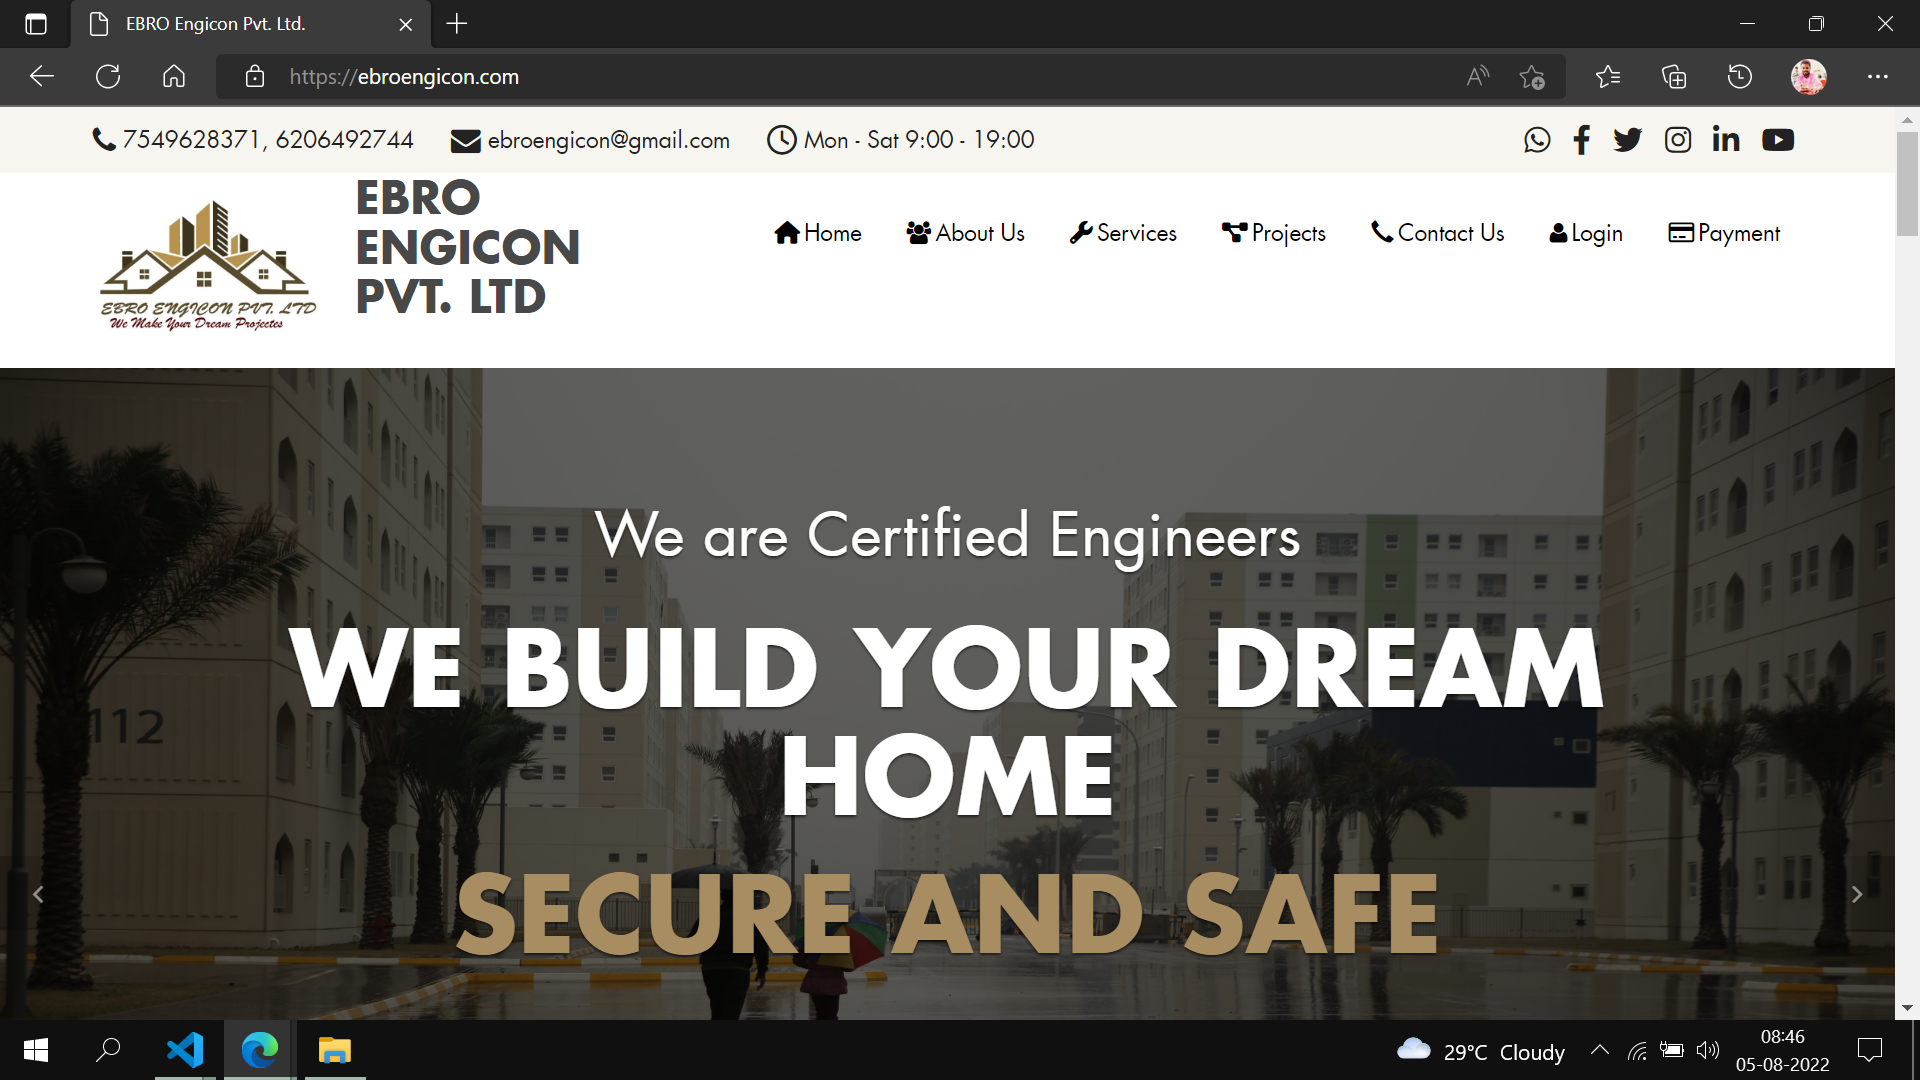 EBRO Engicon Pvt. Ltd.
https://ebroengicon.com
7549628371, 6206492744 ebroengicon@gmail.com Mon - Sat 9:00 - 19:00
EBRO ENGICON PVT. LTD
We Make Your Dream Projectes
EBRO
ENGICON
PVT. LTD
Home About Us Services Projects Contact Us Login Payment
We are Certified Engineers
WE BUILD YOUR DREAM
HOME
SECURE AND SAFE
112
29°C Cloudy
08:46
05-08-2022